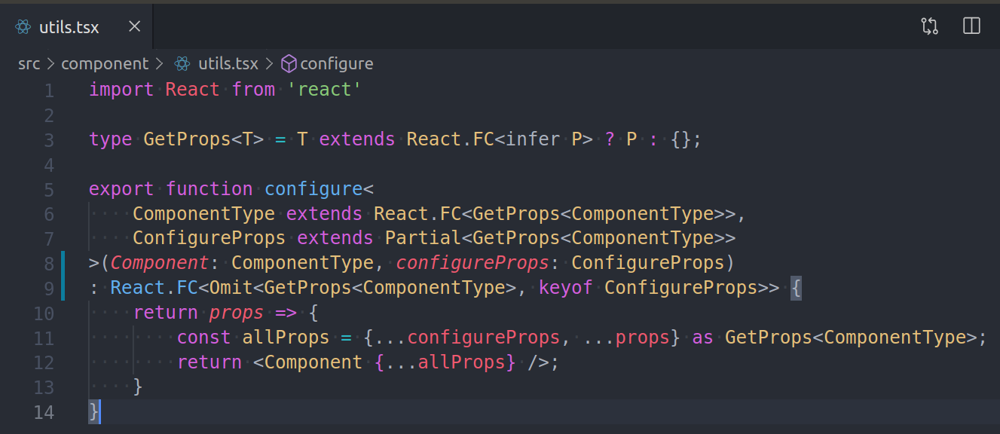 utils.tsx
src > component > utils.tsx > configure
1 import React from 'react'
2
3 type GetProps<T> = T extends React.FC<infer P> ? P : {};
4
5 export function configure<
6     ComponentType extends React.FC<GetProps<ComponentType>>,
7     ConfigureProps extends Partial<GetProps<ComponentType>>
8 >(Component: ComponentType, configureProps: ConfigureProps)
9 : React.FC<Omit<GetProps<ComponentType>, keyof ConfigureProps>> {
10     return props => {
11         const allProps = {...configureProps, ...props} as GetProps<ComponentType>;
12         return <Component {...allProps} />;
13     }
14 }